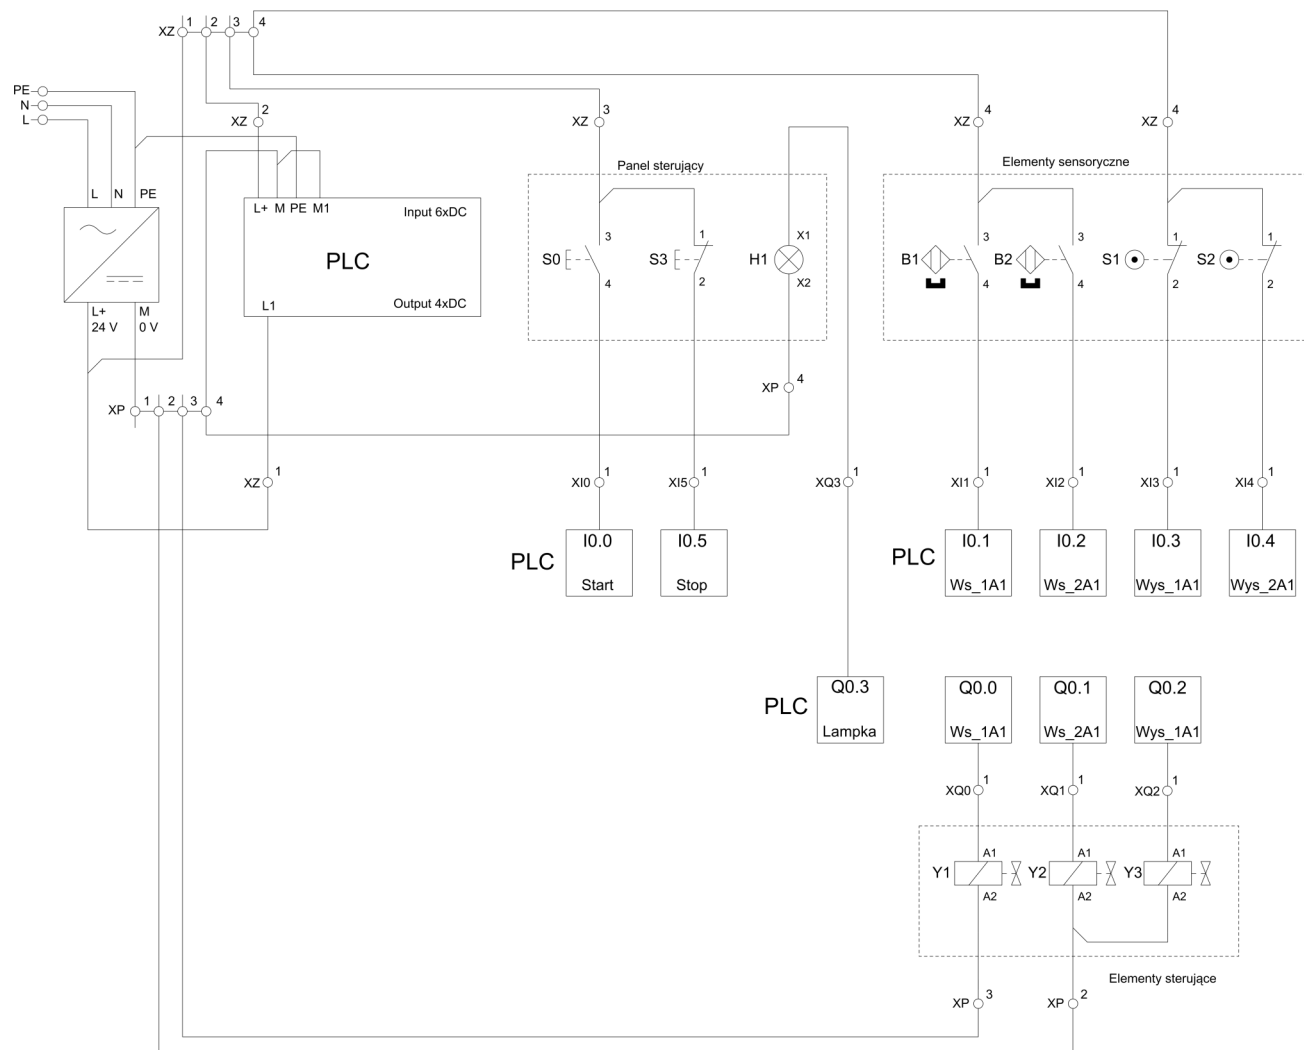 XZ 1 2 3 4
PE
N
L
XZ 2
XZ 3
XZ 4
XZ 4
Panel sterujący
Elementy sensoryczne
L N PE
L+ M PE M1
Input 6xDC
PLC
Output 4xDC
L1
L+
24 V
M
0 V
S0 3 4
S3 1 2
H1 X1 X2
B1 3 4
B2 3 4
S1 1 2
S2 1 2
XP 1 2 3 4
XP 4
XZ 1
XI0 1
XI5 1
XQ3 1
XI1 1
XI2 1
XI3 1
XI4 1
PLC
I0.0
Start
I0.5
Stop
PLC
I0.1
Ws_1A1
I0.2
Ws_2A1
I0.3
Wys_1A1
I0.4
Wys_2A1
PLC
Q0.3
Lampka
Q0.0
Ws_1A1
Q0.1
Ws_2A1
Q0.2
Wys_1A1
XQ0 1
XQ1 1
XQ2 1
Y1 A1 A2
Y2 A1 A2
Y3 A1 A2
Elementy sterujące
XP 3
XP 2